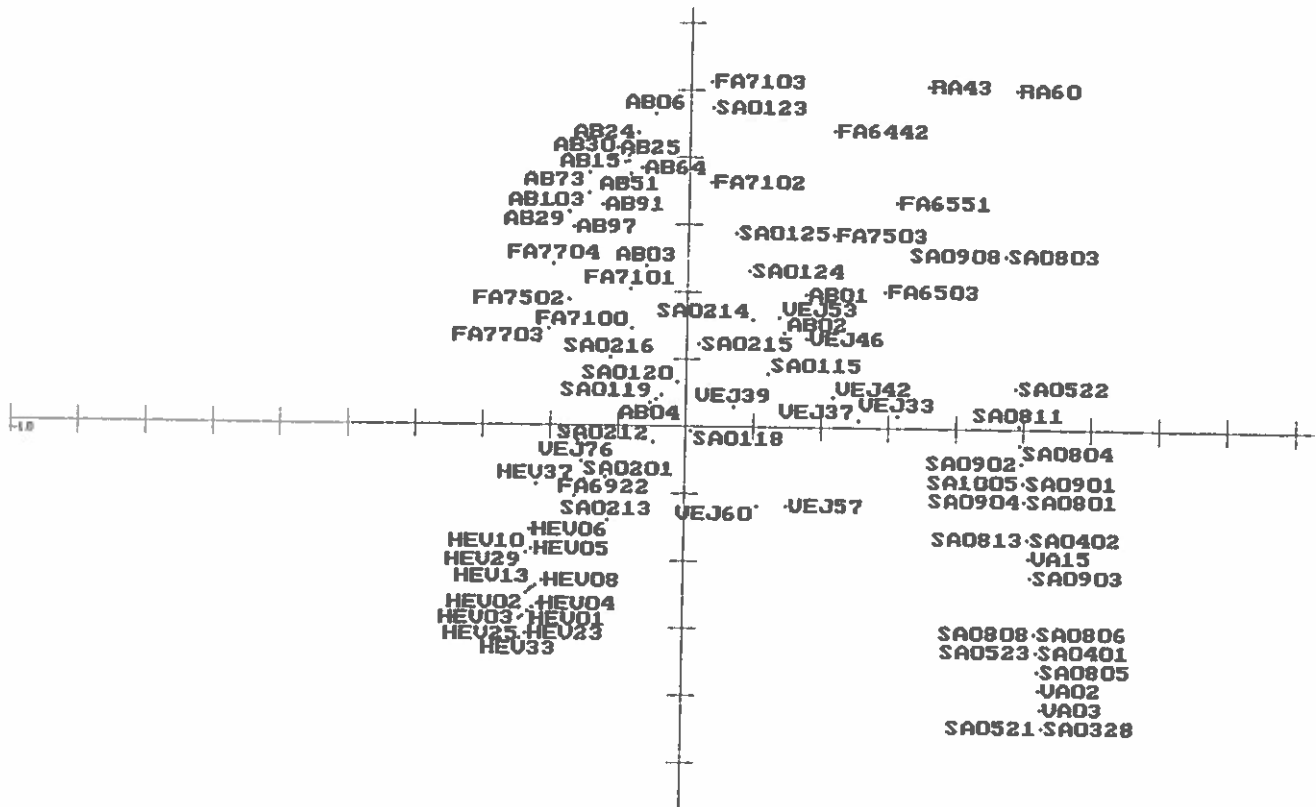 FA7103
RA43 RA60
AB06 SA0123
AB24 FA6442
AB30 AB25
AB15 AB64
AB73 AB51 FA7102
AB103 AB91 FA6551
AB29 AB97
SA0125 FA7503
FA7704 AB03 SA0908 SA0803
FA7101 SA0124
FA7502 AB01 FA6503
SA0214 VEJ53
FA7100 AB02
FA7703 SA0216 SA0215 VEJ46
SA0120 SA0115
SA0119 VEJ39 VEJ42 SA0522
AB04 VEJ37 VEJ33 SA0811
-1.0
SA0212 SA0118
VEJ76 SA0804
HEV37 SA0201 SA0902
FA6922 SA1005 SA0901
SA0213 VEJ60 VEJ57 SA0904 SA0801
HEV06
HEV10 HEV05 SA0813 SA0402
HEV29 VA15
HEV13 HEV08 SA0903
HEV02 HEV04
HEV03 HEV01
HEV25 HEV23 SA0808 SA0806
HEV33 SA0523 SA0401
SA0805
VA02
VA03
SA0521 SA0328